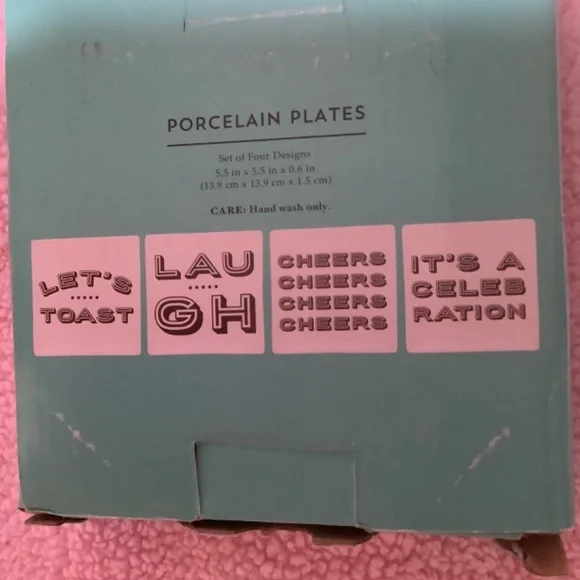 PORCELAIN PLATES
Set of Four Designs
5.5 in x 5.5 in x 0.6 in
(13.9 cm x 13.9 cm x 1.5 cm)
CARE: Hand wash only.
LET'S
TOAST
LAU
GH
CHEERS
CHEERS
CHEERS
CHEERS
IT'S A
CELEB
RATION